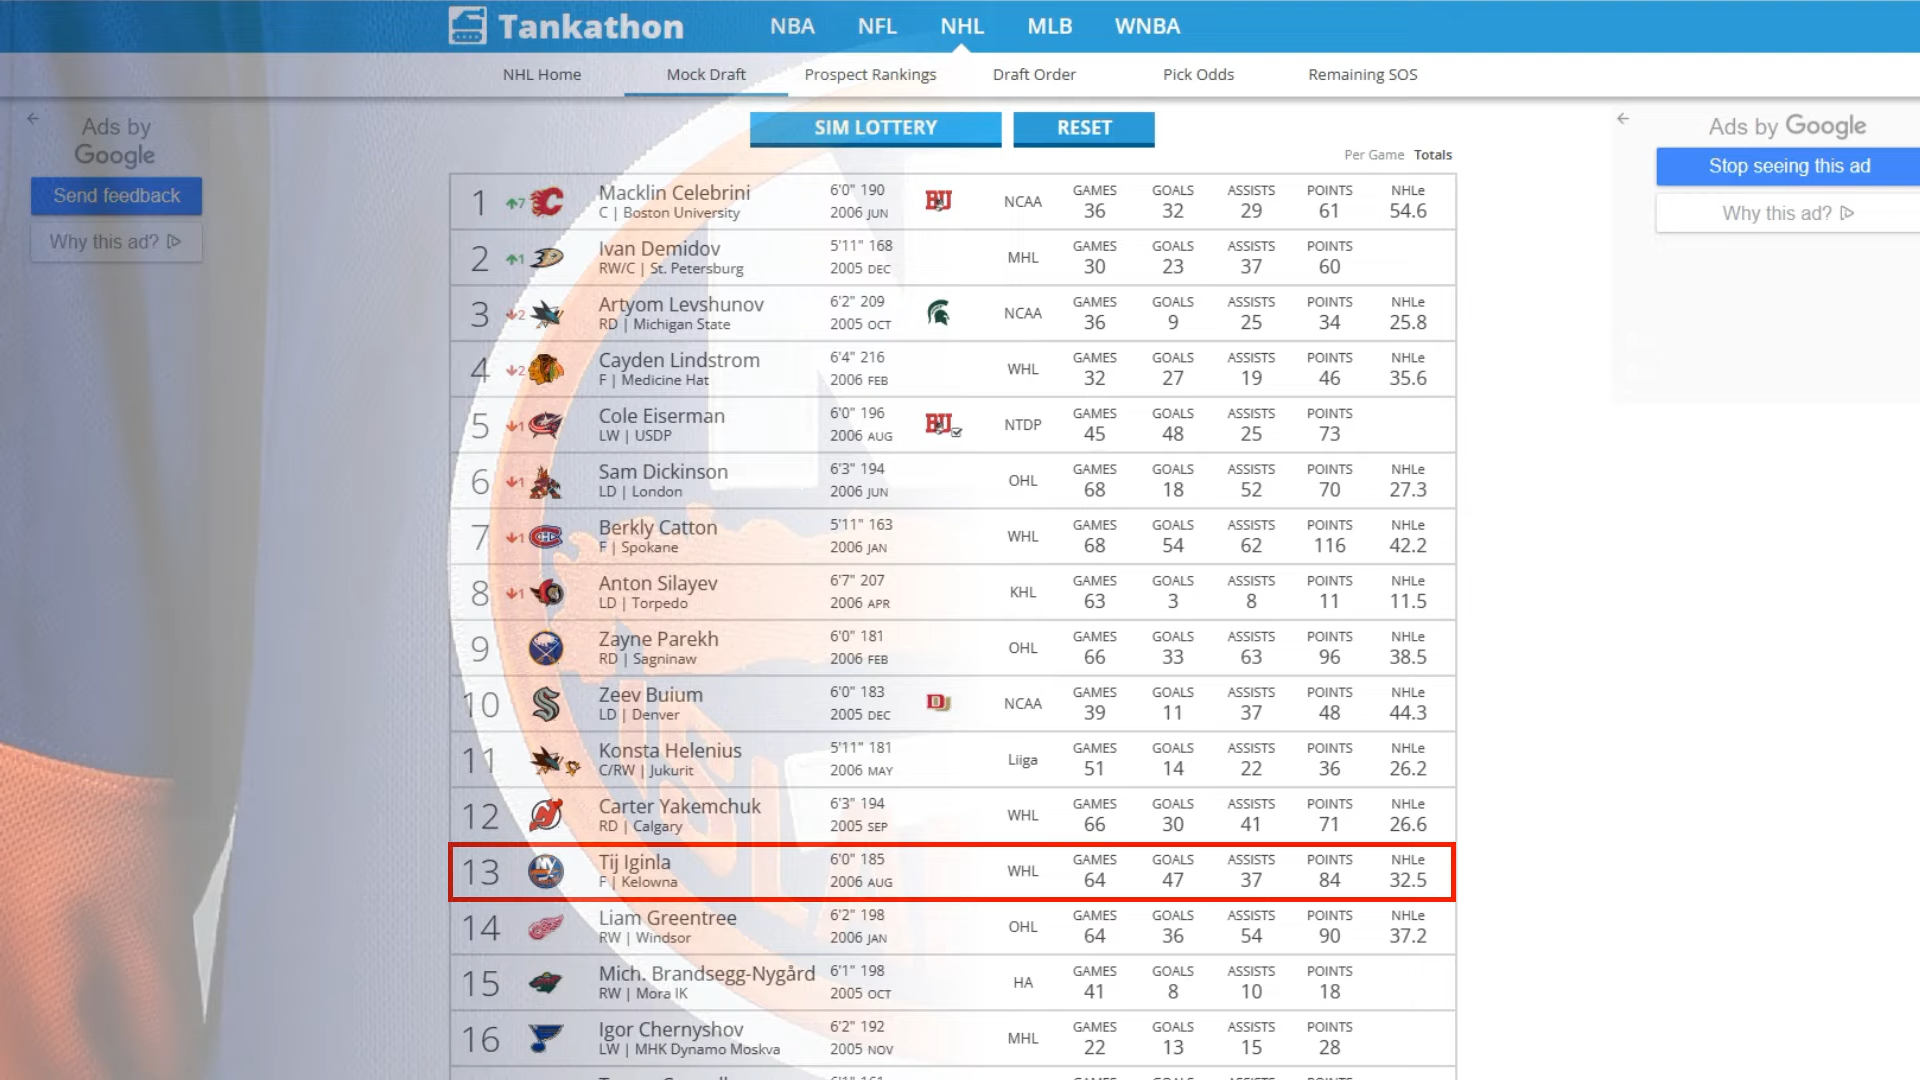 Tankathon NBA NFL NHL MLB WNBA
NHL Home Mock Draft Prospect Rankings Draft Order Pick Odds Remaining SOS
Ads by Google
Send feedback
Why this ad?
SIM LOTTERY RESET
Ads by Google
Stop seeing this ad
Why this ad?
Per Game Totals
1 7 Macklin Celebrini 6'0" 190 GAMES GOALS ASSISTS POINTS NHLe
C | Boston University 2006 JUN BU NCAA 36 32 29 61 54.6
2 1 Ivan Demidov 5'11" 168 GAMES GOALS ASSISTS POINTS
RW/C | St. Petersburg 2005 DEC MHL 30 23 37 60
3 2 Artyom Levshunov 6'2" 209 GAMES GOALS ASSISTS POINTS NHLe
RD | Michigan State 2005 OCT NCAA 36 9 25 34 25.8
4 2 Cayden Lindstrom 6'4" 216 GAMES GOALS ASSISTS POINTS NHLe
F | Medicine Hat 2006 FEB WHL 32 27 19 46 35.6
5 1 Cole Eiserman 6'0" 196 GAMES GOALS ASSISTS POINTS
LW | USDP 2006 AUG BU NTDP 45 48 25 73
6 1 Sam Dickinson 6'3" 194 GAMES GOALS ASSISTS POINTS NHLe
LD | London 2006 JUN OHL 68 18 52 70 27.3
7 1 Berkly Catton 5'11" 163 GAMES GOALS ASSISTS POINTS NHLe
F | Spokane 2006 JAN WHL 68 54 62 116 42.2
8 1 Anton Silayev 6'7" 207 GAMES GOALS ASSISTS POINTS NHLe
LD | Torpedo 2006 APR KHL 63 3 8 11 11.5
9 Zayne Parekh 6'0" 181 GAMES GOALS ASSISTS POINTS NHLe
RD | Sagninaw 2006 FEB OHL 66 33 63 96 38.5
10 Zeev Buium 6'0" 183 GAMES GOALS ASSISTS POINTS NHLe
LD | Denver 2005 DEC DU NCAA 39 11 37 48 44.3
11 Konsta Helenius 5'11" 181 GAMES GOALS ASSISTS POINTS NHLe
C/RW | Jukurit 2006 MAY Liiga 51 14 22 36 26.2
12 Carter Yakemchuk 6'3" 194 GAMES GOALS ASSISTS POINTS NHLe
RD | Calgary 2005 SEP WHL 66 30 41 71 26.6
13 NY Tij Iginla 6'0" 185 GAMES GOALS ASSISTS POINTS NHLe
F | Kelowna 2006 AUG WHL 64 47 37 84 32.5
14 Liam Greentree 6'2" 198 GAMES GOALS ASSISTS POINTS NHLe
RW | Windsor 2006 JAN OHL 64 36 54 90 37.2
15 Mich. Brandsegg-Nygård 6'1" 198 GAMES GOALS ASSISTS POINTS
RW | Mora IK 2005 OCT HA 41 8 10 18
16 Igor Chernyshov 6'2" 192 GAMES GOALS ASSISTS POINTS
LW | MHK Dynamo Moskva 2005 NOV MHL 22 13 15 28